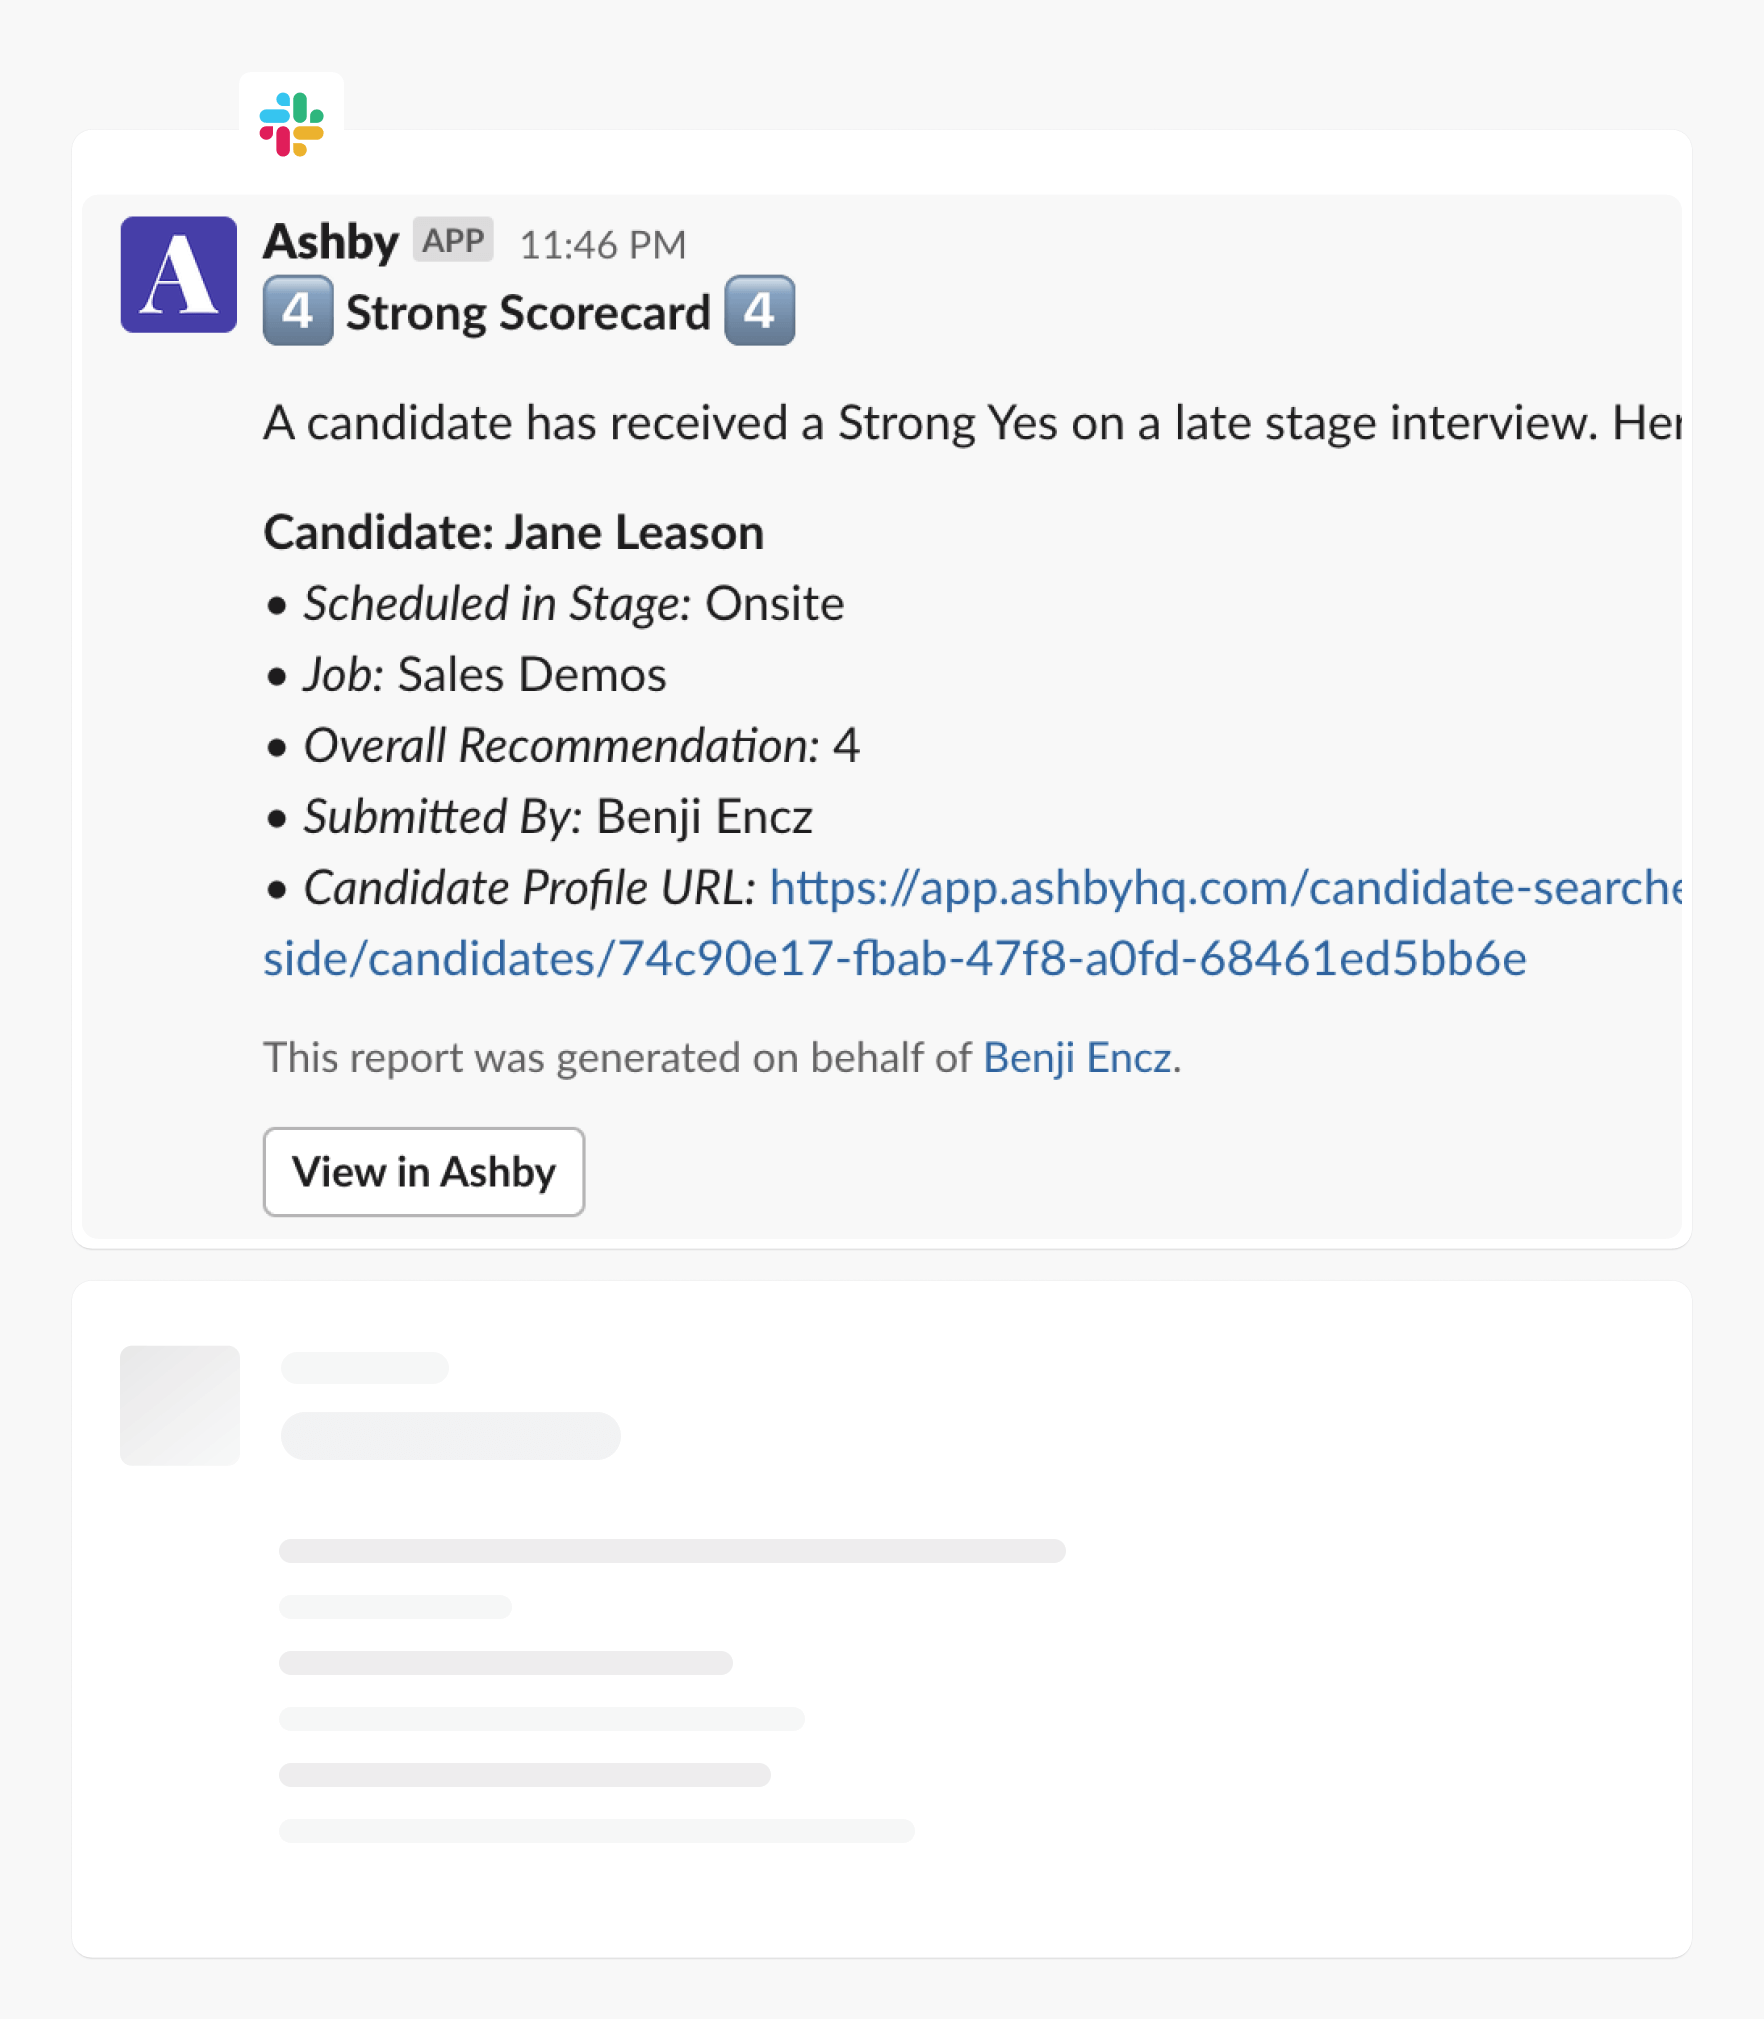 A Ashby APP 11:46 PM
4 Strong Scorecard 4
A candidate has received a Strong Yes on a late stage interview.
Candidate: Jane Leason
• Scheduled in Stage: Onsite
• Job: Sales Demos
• Overall Recommendation: 4
• Submitted By: Benji Encz
• Candidate Profile URL: https://app.ashbyhq.com/candidate-searche
side/candidates/74c90e17-fbab-47f8-a0fd-68461ed5bb6e
This report was generated on behalf of Benji Encz.
View in Ashby